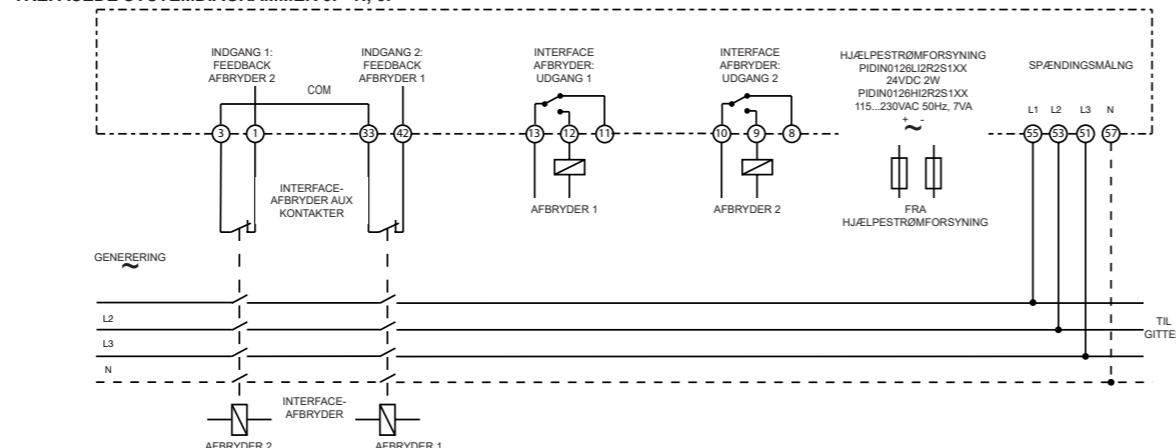 INDGANG 1:
FEEDBACK
AFBRYDER 2
INDGANG 2:
FEEDBACK
AFBRYDER 1
COM
INTERFACE
AFBRYDER:
UDGANG 1
INTERFACE
AFBRYDER:
UDGANG 2
HJÆLPESTRØMFORSYNING
PIDIN0126LI2R2S1XX
24VDC 2W
PIDIN0126HI2R2S1XX
115...230VAC 50Hz, 7VA
+ ~ -
SPÆNDINGSMÅLNG
L1 L2 L3 N
3 1 33 42 13 12 11 10 9 8 55 53 51 57
INTERFACE-
AFBRYDER AUX
KONTAKTER
AFBRYDER 1
AFBRYDER 2
FRA
HJÆLPESTRØMFORSYNING
GENERERING
~
L2
L3
N
TIL
INTERFACE-
AFBRYDER
AFBRYDER 2
AFBRYDER 1